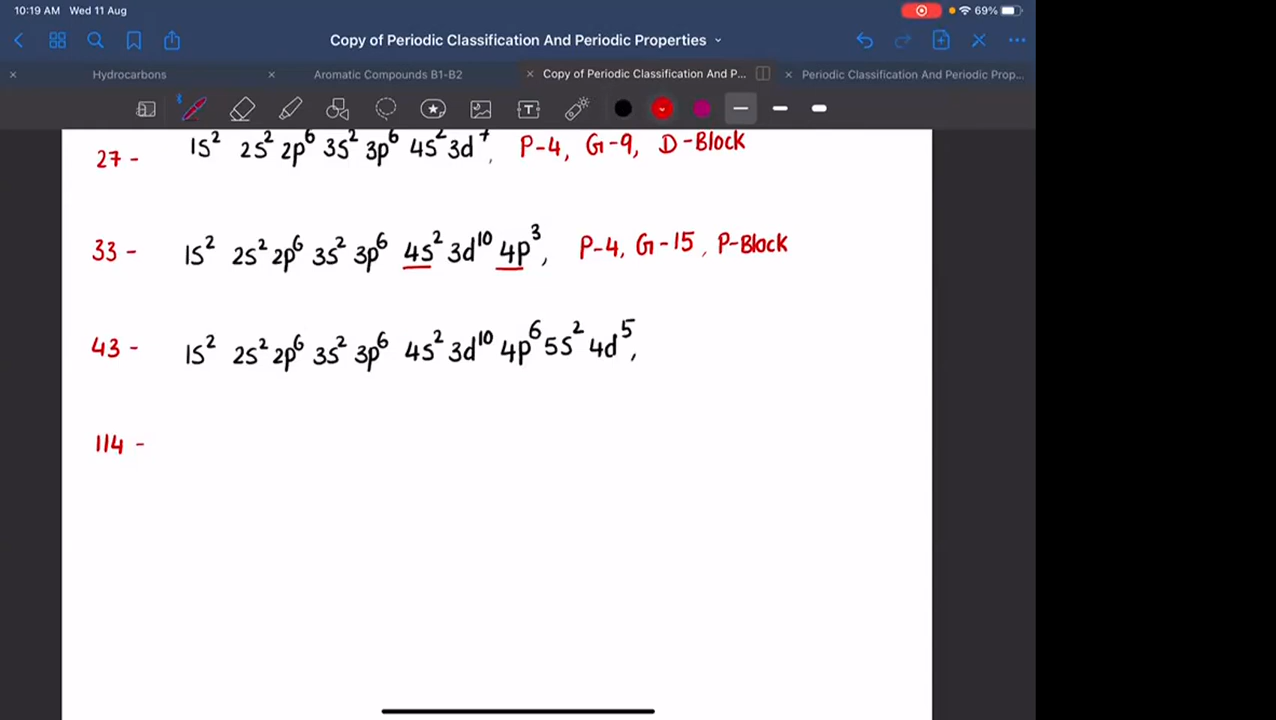 10:19 AM Wed 11 Aug 69%
Copy of Periodic Classification And Periodic Properties
Hydrocarbons
Aromatic Compounds B1-B2
Copy of Periodic Classification And P...
Periodic Classification And Periodic Prop...
27 - 1S² 2S² 2p⁶ 3S² 3p⁶ 4S² 3d⁷, P-4, G-9, D-Block
33 - 1S² 2S² 2p⁶ 3S² 3p⁶ 4S² 3d¹⁰ 4p³, P-4, G-15, P-Block
43 - 1S² 2S² 2p⁶ 3S² 3p⁶ 4S² 3d¹⁰ 4p⁶ 5S² 4d⁵,
114 -